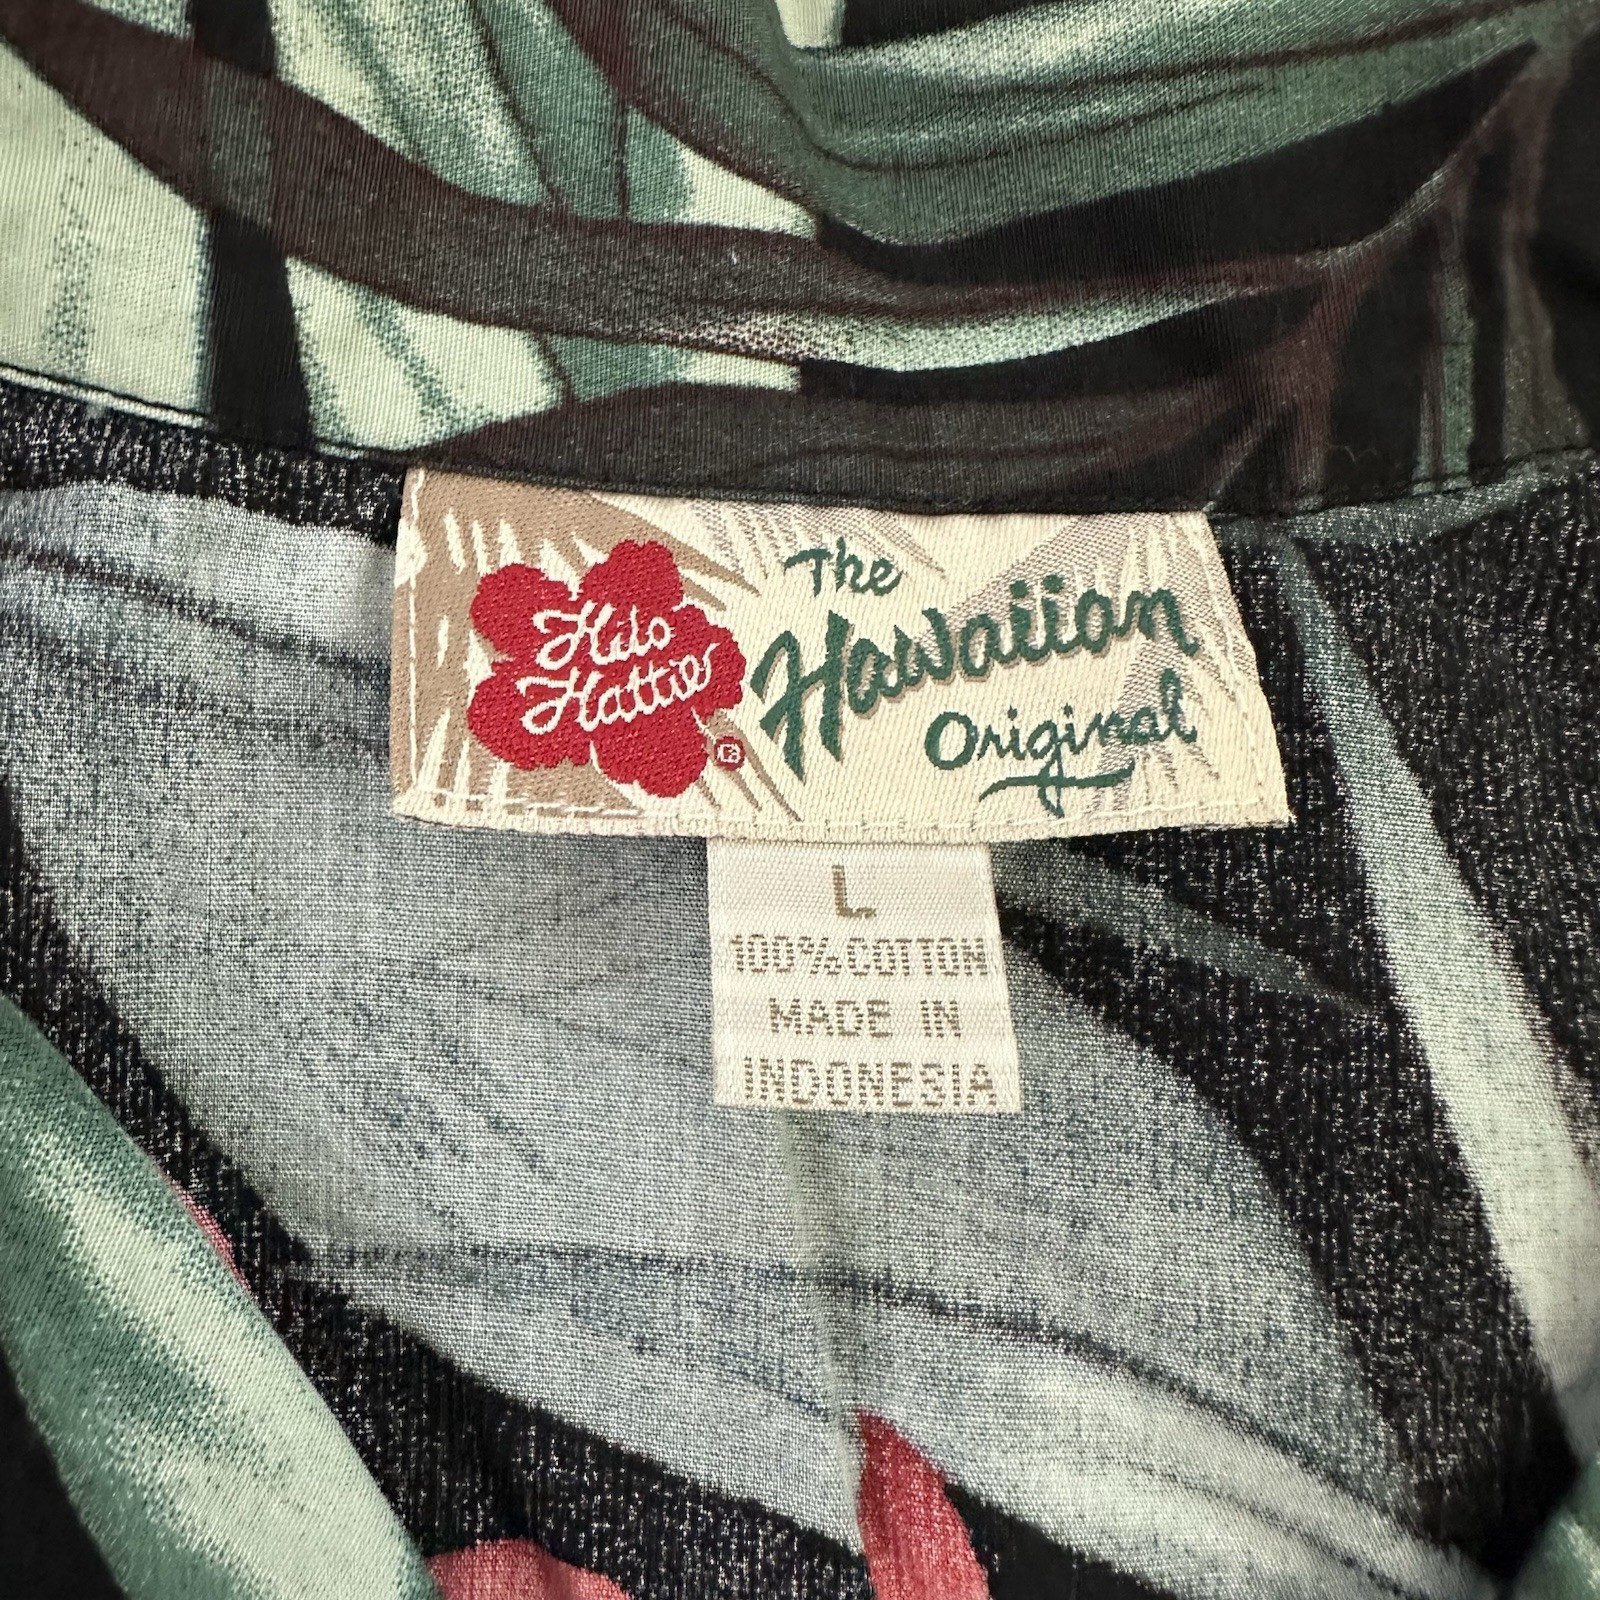 Hilo
Hattie
The
Hawaiian
Original
L
100% COTTON
MADE IN
INDONESIA